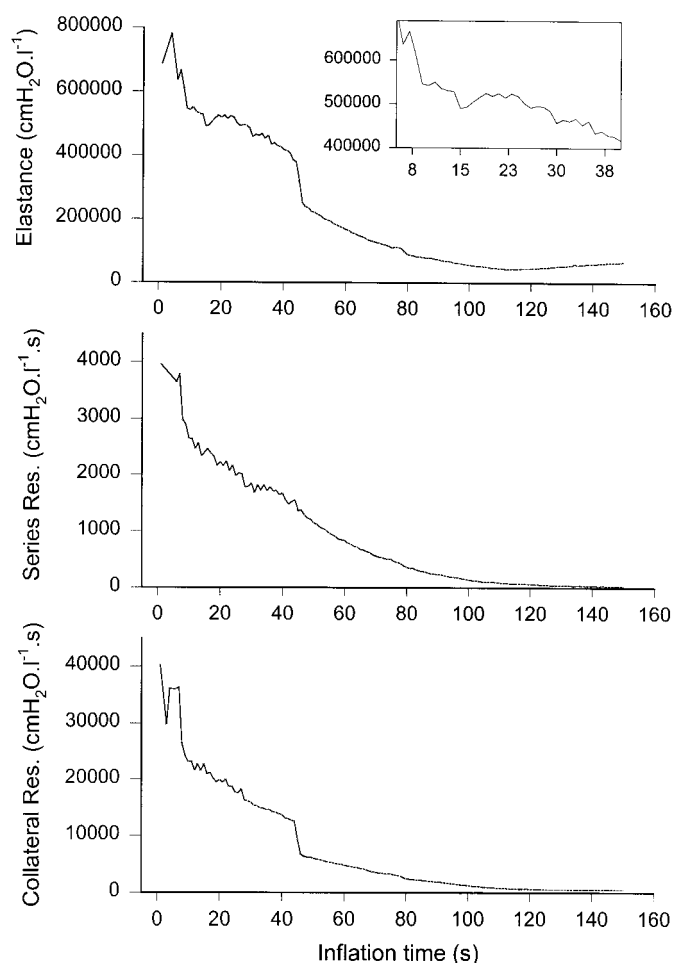 Elastance (cmH2O.l-1)
800000
600000
400000
200000
0
0 20 40 60 80 100 120 140 160
600000
500000
400000
8 15 23 30 38
Series Res. (cmH2O.l-1.s)
4000
3000
2000
1000
0
0 20 40 60 80 100 120 140 160
Collateral Res. (cmH2O.l-1.s)
40000
30000
20000
10000
0
0 20 40 60 80 100 120 140 160
Inflation time (s)